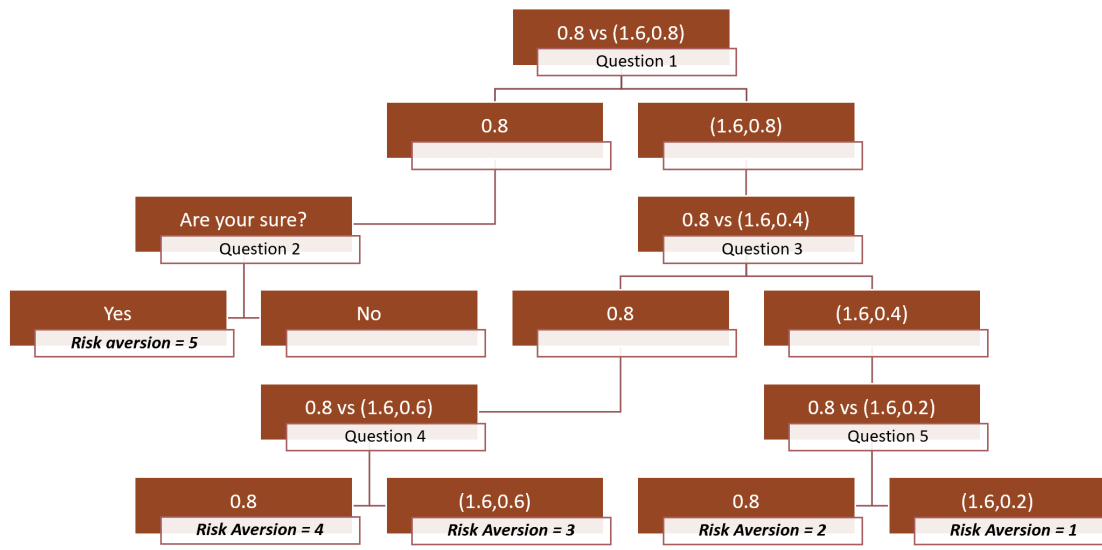 0.8 vs (1.6,0.8)
Question 1
0.8
(1.6,0.8)
Are your sure?
Question 2
0.8 vs (1.6,0.4)
Question 3
Yes
Risk aversion = 5
No
0.8
(1.6,0.4)
0.8 vs (1.6,0.6)
Question 4
0.8 vs (1.6,0.2)
Question 5
0.8
Risk Aversion = 4
(1.6,0.6)
Risk Aversion = 3
0.8
Risk Aversion = 2
(1.6,0.2)
Risk Aversion = 1